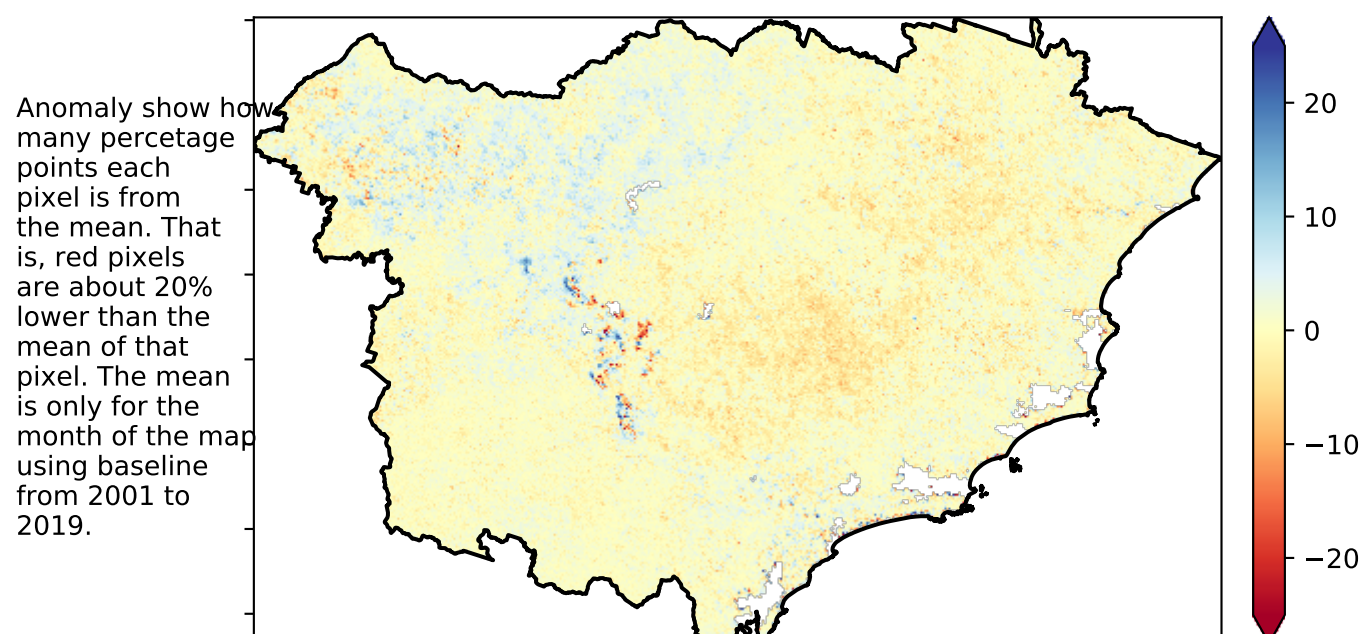 Anomaly show how
many percetage
points each
pixel is from
the mean. That
is, red pixels
are about 20%
lower than the
mean of that
pixel. The mean
is only for the
month of the map
using baseline
from 2001 to
2019.
20
10
0
−10
−20